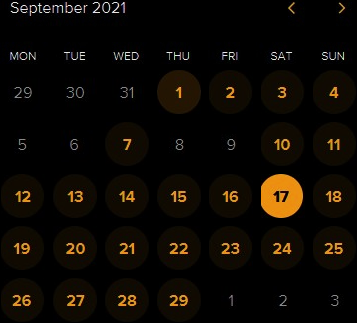 September 2021
MON TUE WED THU FRI SAT SUN
29 30 31 1 2 3 4
5 6 7 8 9 10 11
12 13 14 15 16 17 18
19 20 21 22 23 24 25
26 27 28 29 1 2 3